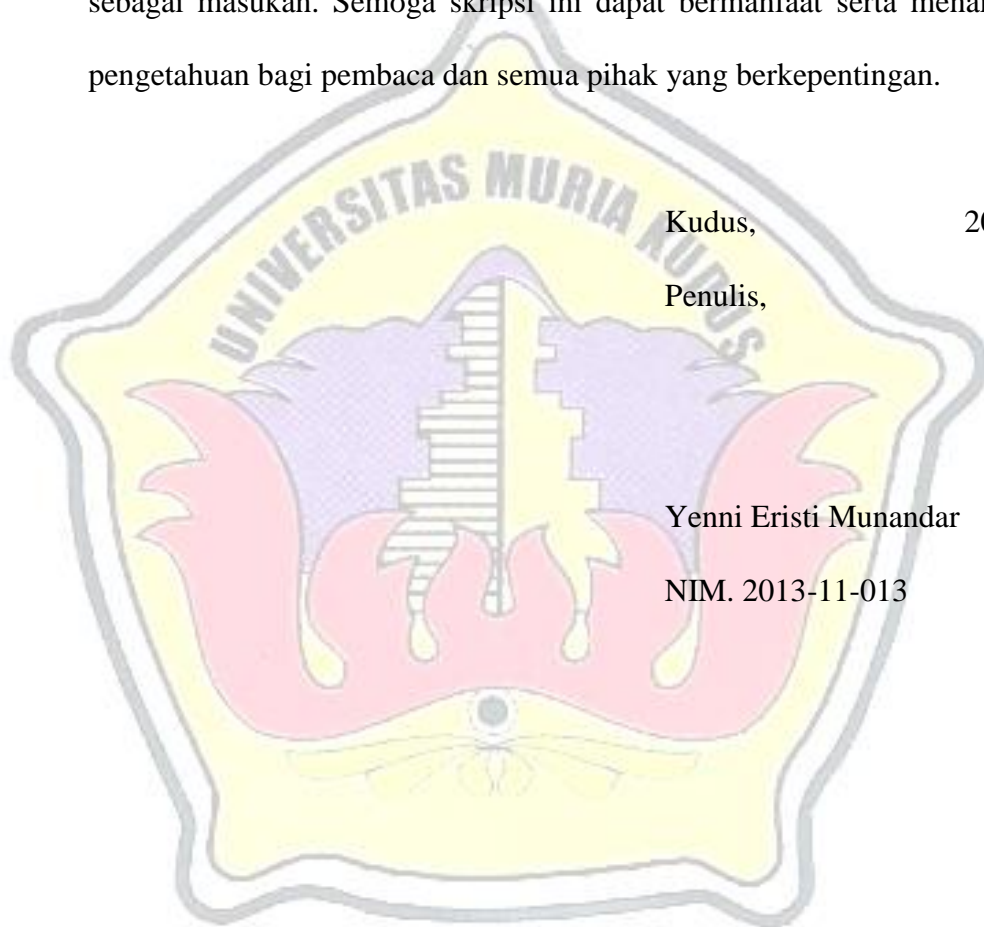 sebagai masukan. Semoga skripsi ini dapat bermanfaat serta
pengetahuan bagi pembaca dan semua pihak yang berkepentingan.
UNIVERSITAS MURIA KUDUS
Kudus,
Penulis,
Yenni Eristi Munandar
NIM. 2013-11-013